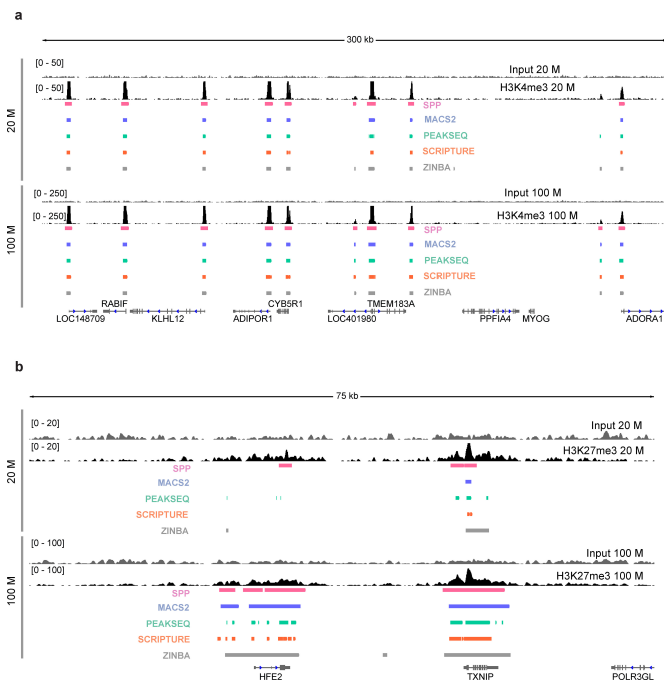 a
300 kb
[0 - 50]
Input 20 M
[0 - 50]
H3K4me3 20 M
SPP
MACS2
PEAKSEQ
SCRIPTURE
ZINBA
20 M
[0 - 250]
Input 100 M
[0 - 250]
H3K4me3 100 M
SPP
MACS2
PEAKSEQ
SCRIPTURE
ZINBA
100 M
RABIF
CYB5R1
TMEM183A
LOC148709
KLHL12
ADIPOR1
LOC401980
PPFIA4
MYOG
ADORA1
b
75 kb
[0 - 20]
Input 20 M
[0 - 20]
H3K27me3 20 M
SPP
MACS2
PEAKSEQ
SCRIPTURE
ZINBA
20 M
[0 - 100]
Input 100 M
[0 - 100]
H3K27me3 100 M
SPP
MACS2
PEAKSEQ
SCRIPTURE
ZINBA
100 M
HFE2
TXNIP
POLR3GL